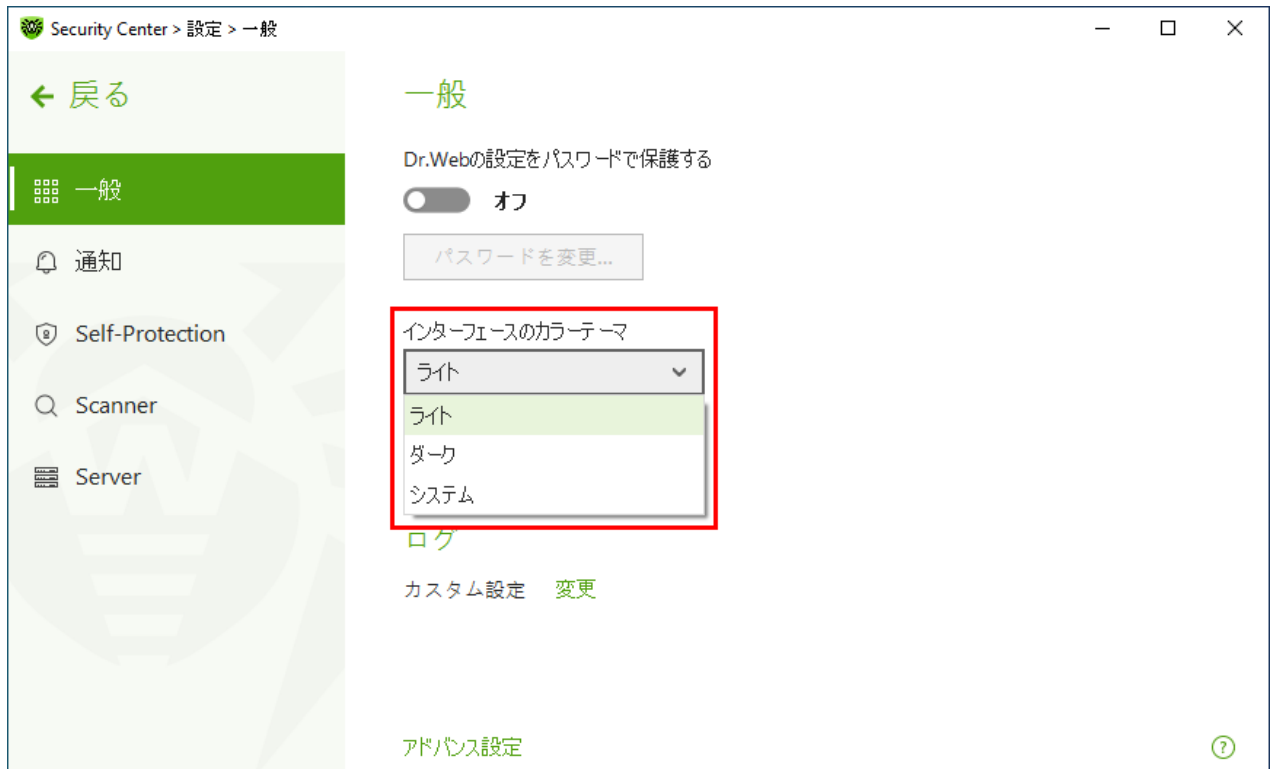 Security Center > 設定 > 一般
戻る
一般
通知
Self-Protection
Scanner
Server
一般
Dr.Webの設定をパスワードで保護する
オフ
パスワードを変更...
インターフェースのカラーテーマ
ライト
ライト
ダーク
システム
ログ
カスタム設定 変更
アドバンス設定
?